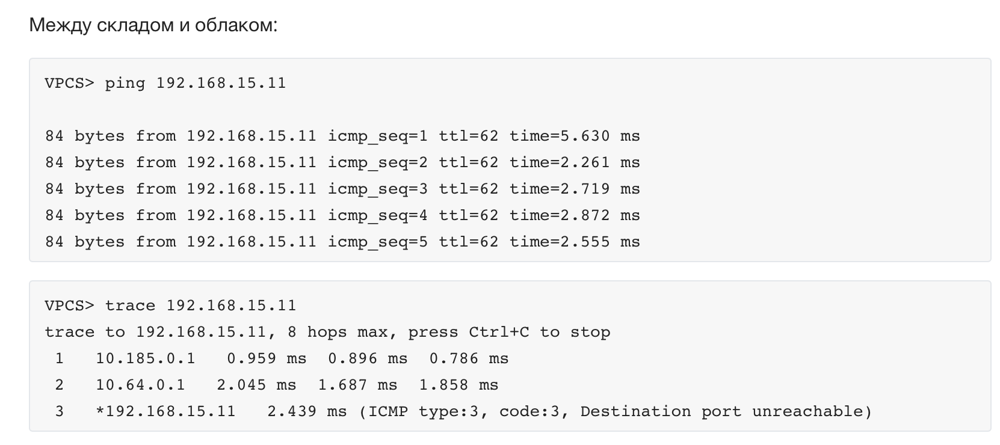 Между складом и облаком:
VPCS> ping 192.168.15.11
84 bytes from 192.168.15.11 icmp_seq=1 ttl=62 time=5.630 ms
84 bytes from 192.168.15.11 icmp_seq=2 ttl=62 time=2.261 ms
84 bytes from 192.168.15.11 icmp_seq=3 ttl=62 time=2.719 ms
84 bytes from 192.168.15.11 icmp_seq=4 ttl=62 time=2.872 ms
84 bytes from 192.168.15.11 icmp_seq=5 ttl=62 time=2.555 ms
VPCS> trace 192.168.15.11
trace to 192.168.15.11, 8 hops max, press Ctrl+C to stop
1   10.185.0.1   0.959 ms  0.896 ms  0.786 ms
2   10.64.0.1   2.045 ms  1.687 ms  1.858 ms
3   *192.168.15.11   2.439 ms (ICMP type:3, code:3, Destination port unreachable)